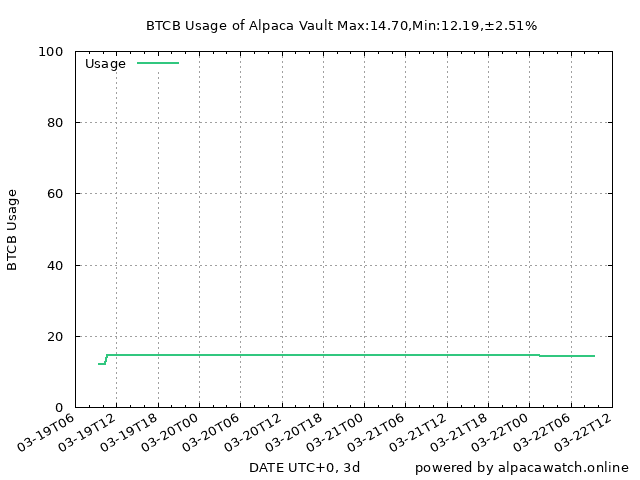 BTCB Usage of Alpaca Vault Max:14.70,Min:12.19,±2.51%
100
Usage
80
60
40
20
0
BTCB Usage
03-19T06
03-19T12
03-19T18
03-20T00
03-20T06
03-20T12
03-20T18
03-21T00
03-21T06
03-21T12
03-21T18
03-22T00
03-22T06
03-22T12
DATE UTC+0, 3d
powered by alpacawatch.online